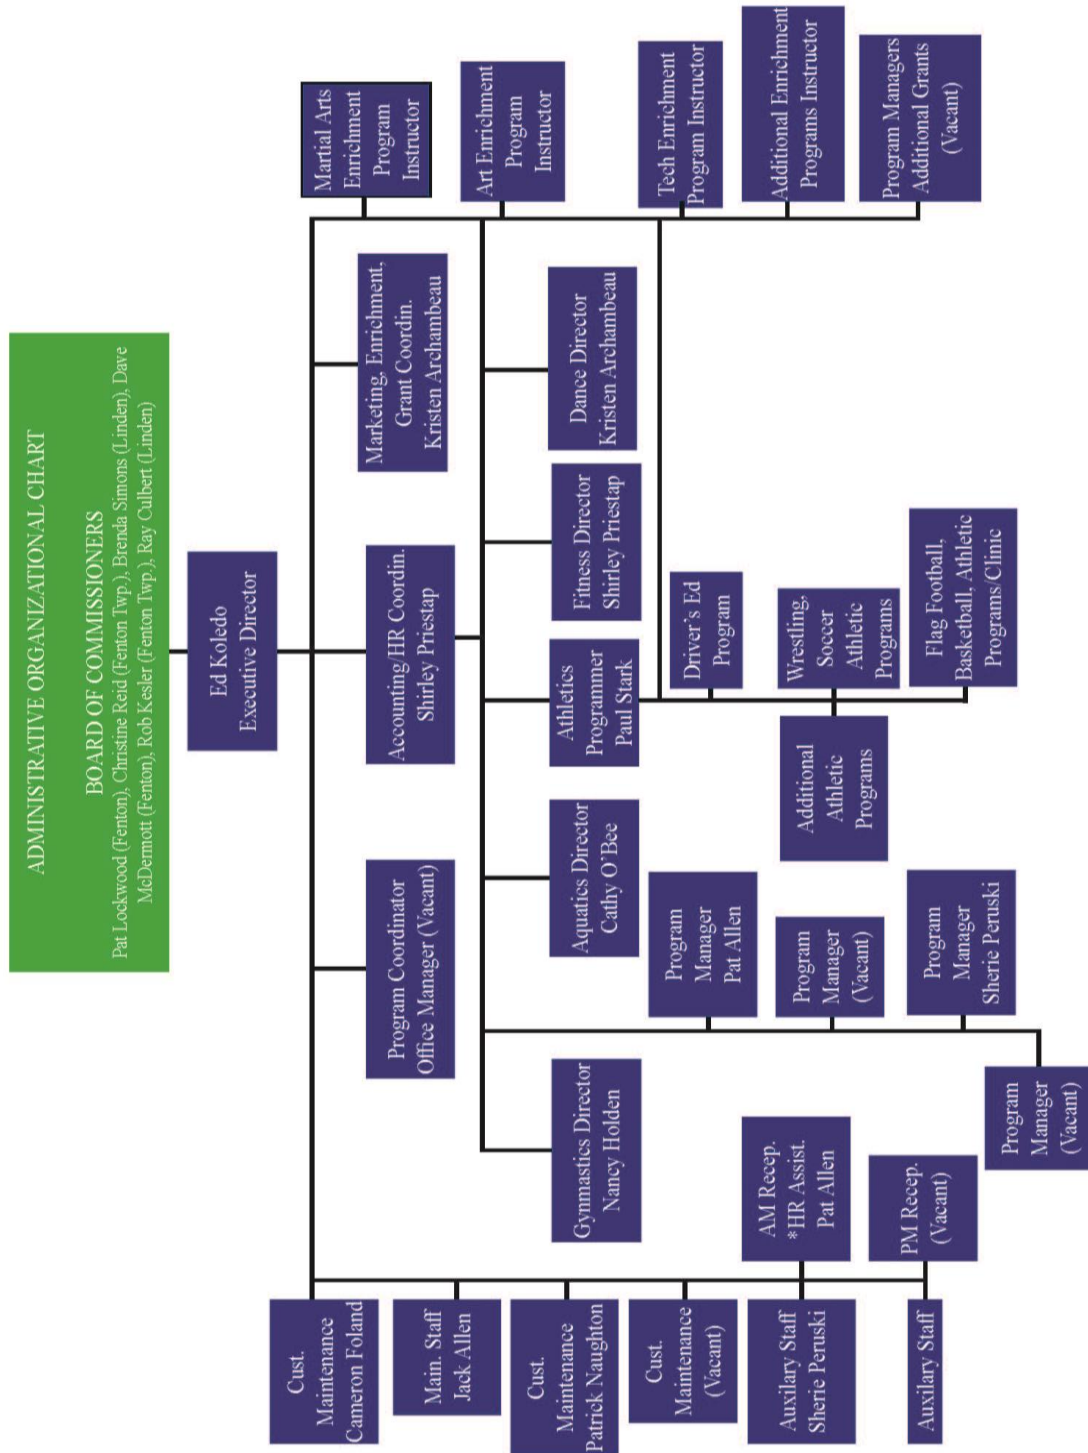 ADMINISTRATIVE ORGANIZATIONAL CHART
BOARD OF COMMISSIONERS
Pat Lockwood (Fenton), Christine Reid (Fenton Twp.), Brenda Simons (Linden), Dave
McDermott (Fenton), Rob Kesler (Fenton Twp.), Ray Culbert (Linden)
Ed Koledo
Executive Director
Program Coordinator
Office Manager (Vacant)
Accounting/HR Coordin.
Shirley Priestap
Marketing, Enrichment,
Grant Coordin.
Kristen Archambeau
Gynmastics Director
Nancy Holden
Aquatics Director
Cathy O'Bee
Athletics
Programmer
Paul Stark
Fitness Director
Shirley Priestap
Dance Director
Kristen Archambeau
Cust.
Maintenance
Cameron Foland
Main. Staff
Jack Allen
Cust.
Maintenance
Patrick Naughton
Cust.
Maintenance
(Vacant)
Auxilary Staff
Sherie Peruski
Auxilary Staff
AM Recep.
*HR Assist.
Pat Allen
PM Recep.
(Vacant)
Program
Manager
Pat Allen
Program
Manager
(Vacant)
Program
Manager
Sherie Peruski
Program
Manager
(Vacant)
Driver's Ed
Program
Additional
Athletic
Programs
Wrestling,
Soccer
Athletic
Programs
Flag Football,
Basketball, Athletic
Programs/Clinic
Martial Arts
Enrichment
Program
Instructor
Art Enrichment
Program
Instructor
Tech Enrichment
Program Instructor
Additional Enrichment
Programs Instructor
Program Managers
Additional Grants
(Vacant)